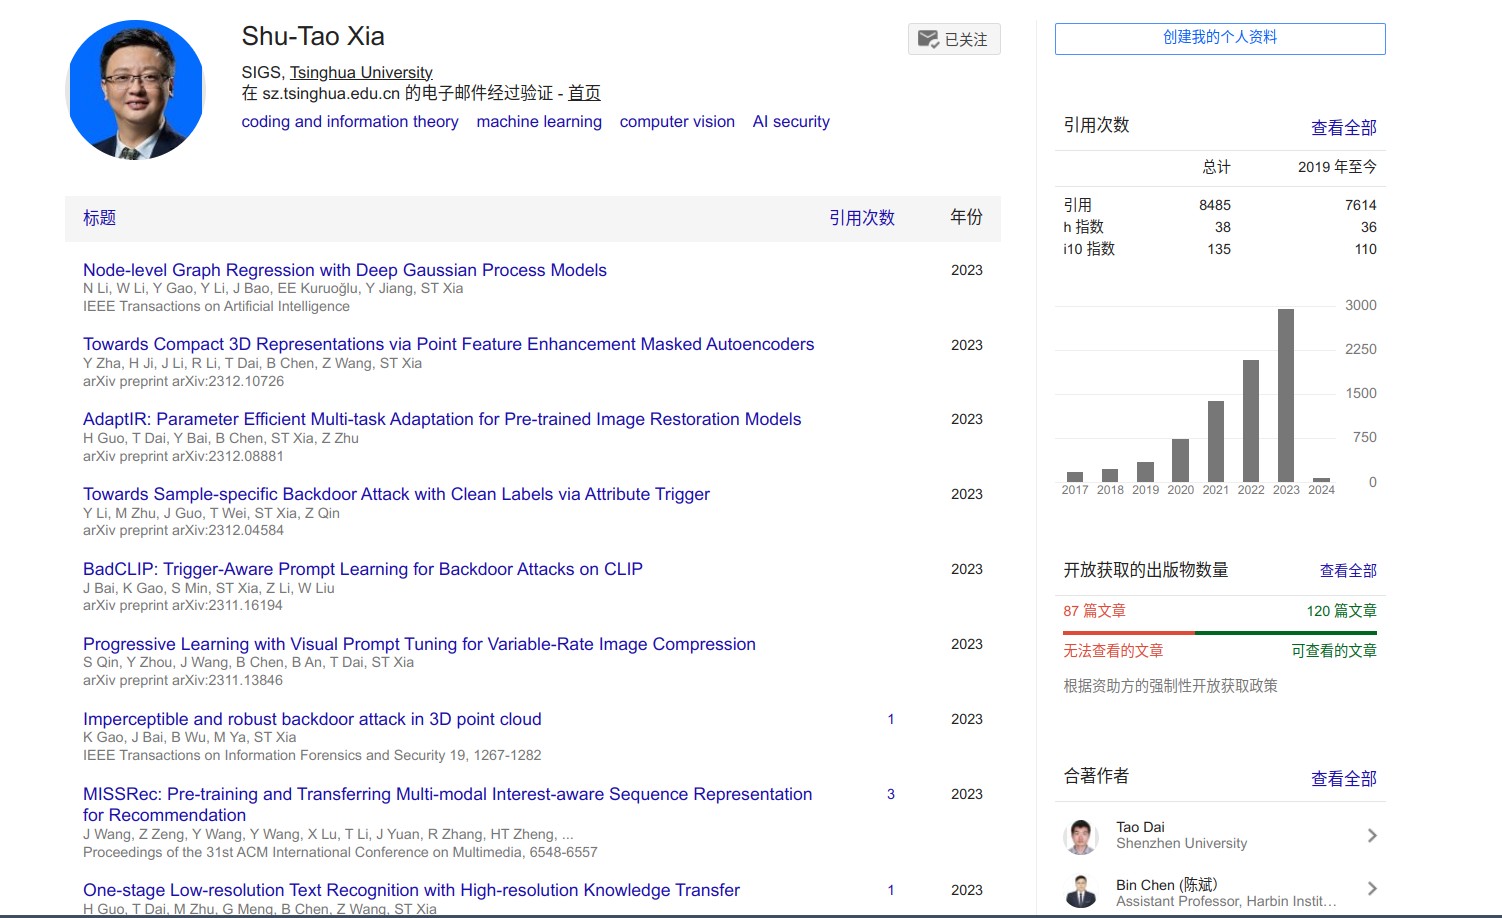 Shu-Tao Xia
已关注
SIGS, Tsinghua University
在 sz.tsinghua.edu.cn 的电子邮件经过验证 - 首页
coding and information theory machine learning computer vision AI security
标题 引用次数 年份
Node-level Graph Regression with Deep Gaussian Process Models 2023
N Li, W Li, Y Gao, Y Li, J Bao, EE Kuruoğlu, Y Jiang, ST Xia
IEEE Transactions on Artificial Intelligence
Towards Compact 3D Representations via Point Feature Enhancement Masked Autoencoders 2023
Y Zha, H Ji, J Li, R Li, T Dai, B Chen, Z Wang, ST Xia
arXiv preprint arXiv:2312.10726
AdaptIR: Parameter Efficient Multi-task Adaptation for Pre-trained Image Restoration Models 2023
H Guo, T Dai, Y Bai, B Chen, ST Xia, Z Zhu
arXiv preprint arXiv:2312.08881
Towards Sample-specific Backdoor Attack with Clean Labels via Attribute Trigger 2023
Y Li, M Zhu, J Guo, T Wei, ST Xia, Z Qin
arXiv preprint arXiv:2312.04584
BadCLIP: Trigger-Aware Prompt Learning for Backdoor Attacks on CLIP 2023
J Bai, K Gao, S Min, ST Xia, Z Li, W Liu
arXiv preprint arXiv:2311.16194
Progressive Learning with Visual Prompt Tuning for Variable-Rate Image Compression 2023
S Qin, Y Zhou, J Wang, B Chen, B An, T Dai, ST Xia
arXiv preprint arXiv:2311.13846
Imperceptible and robust backdoor attack in 3D point cloud 1 2023
K Gao, J Bai, B Wu, M Ya, ST Xia
IEEE Transactions on Information Forensics and Security 19, 1267-1282
MISSRec: Pre-training and Transferring Multi-modal Interest-aware Sequence Representation 3 2023
for Recommendation
J Wang, Z Zeng, Y Wang, Y Wang, X Lu, T Li, J Yuan, R Zhang, HT Zheng, ...
Proceedings of the 31st ACM International Conference on Multimedia, 6548-6557
One-stage Low-resolution Text Recognition with High-resolution Knowledge Transfer 1 2023
H Guo, T Dai, M Zhu, G Meng, B Chen, Z Wang, ST Xia
创建我的个人资料
引用次数 查看全部
总计 2019 年至今
引用 8485 7614
h 指数 38 36
i10 指数 135 110
3000
2250
1500
750
0
2017 2018 2019 2020 2021 2022 2023 2024
开放获取的出版物数量 查看全部
87 篇文章 120 篇文章
无法查看的文章 可查看的文章
根据资助方的强制性开放获取政策
合著作者 查看全部
Tao Dai
Shenzhen University
Bin Chen (陈斌）
Assistant Professor, Harbin Instit…